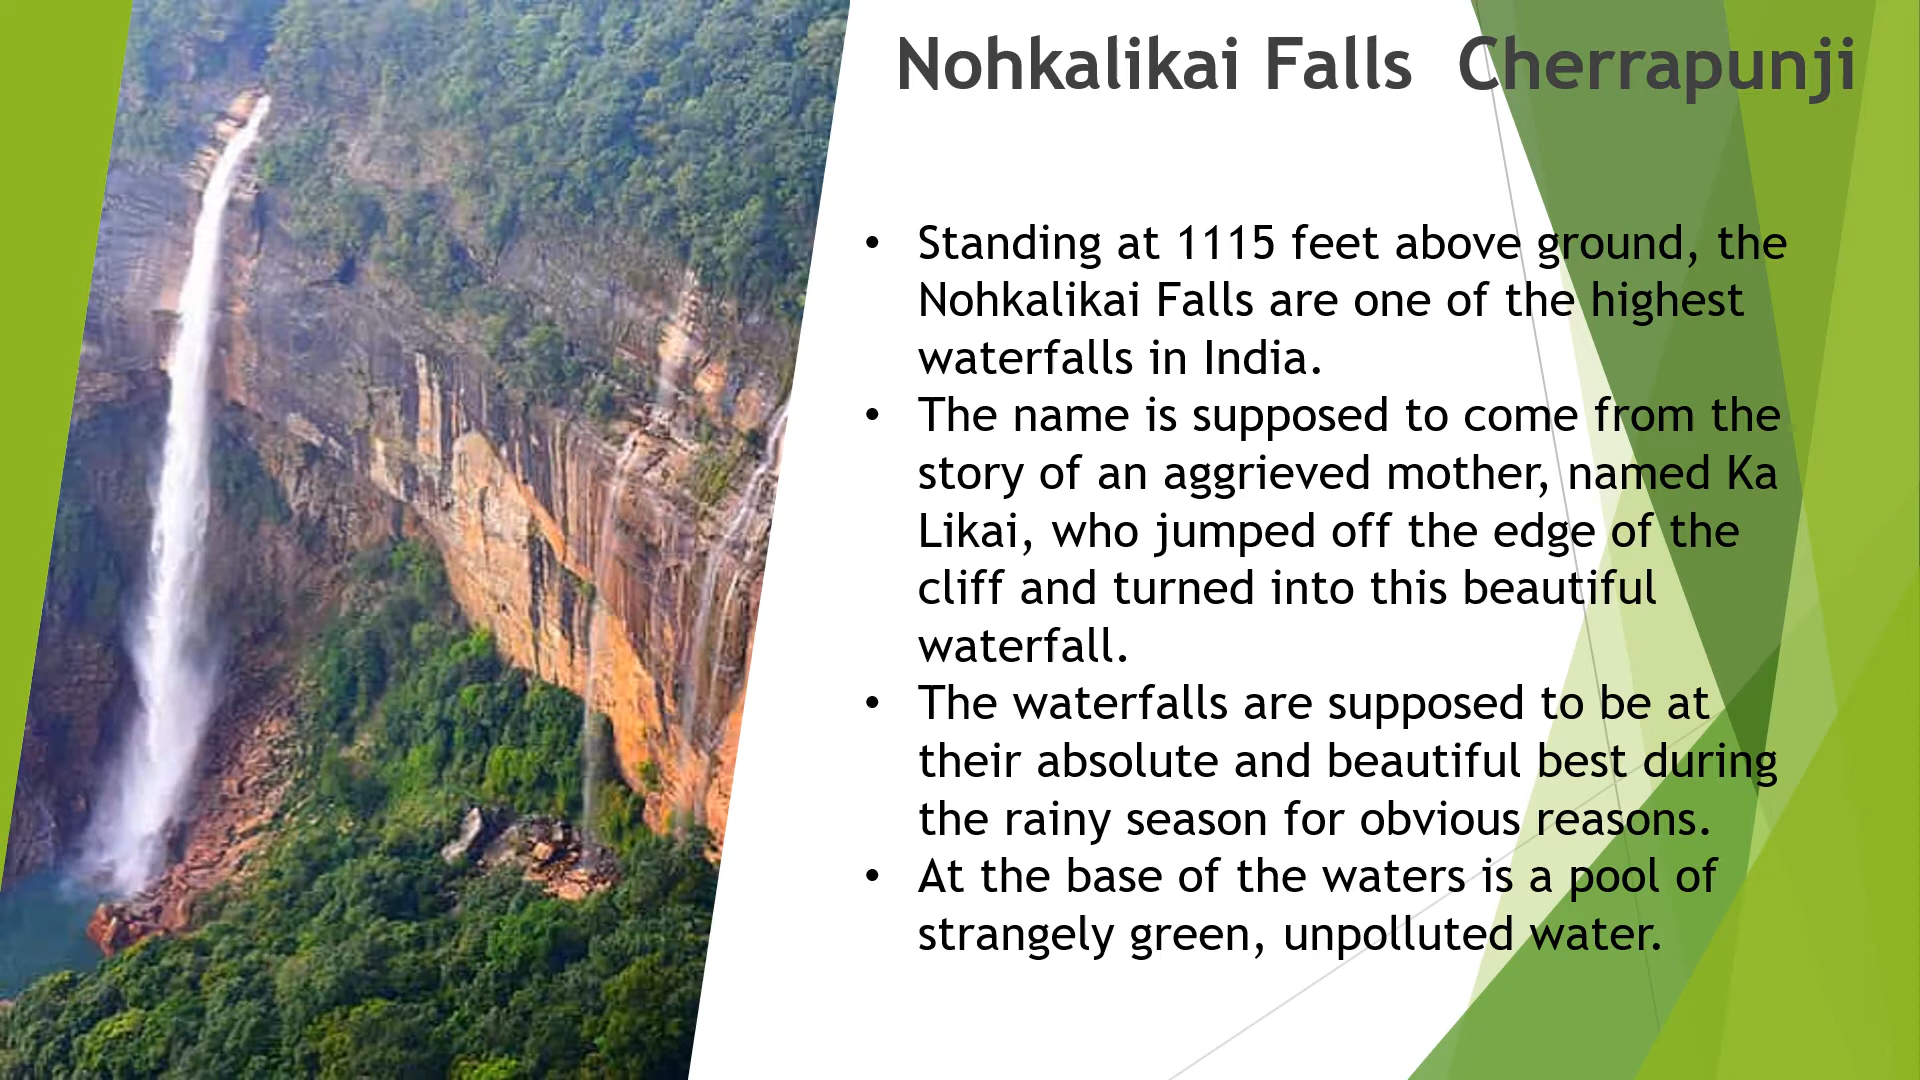 Nohkalikai Falls  Cherrapunji
• Standing at 1115 feet above ground, the
Nohkalikai Falls are one of the highest
waterfalls in India.
• The name is supposed to come from the
story of an aggrieved mother, named Ka
Likai, who jumped off the edge of the
cliff and turned into this beautiful
waterfall.
• The waterfalls are supposed to be at
their absolute and beautiful best during
the rainy season for obvious reasons.
• At the base of the waters is a pool of
strangely green, unpolluted water.